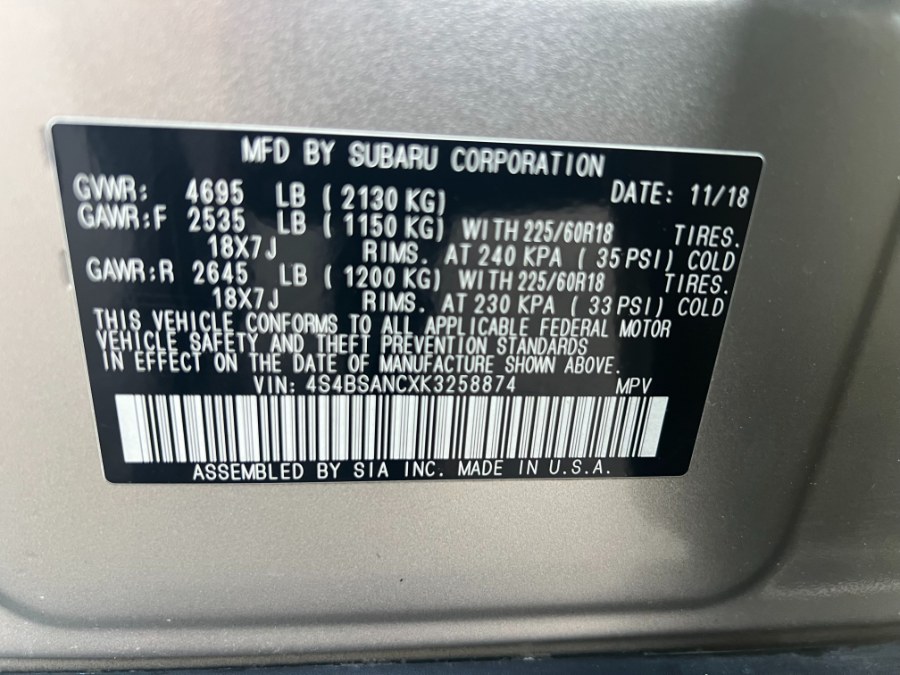 MFD BY SUBARU CORPORATION
GVWR: 4695 LB ( 2130 KG) DATE: 11/18
GAWR:F 2535 LB ( 1150 KG) WITH 225/60R18 TIRES.
18X7J RIMS. AT 240 KPA ( 35 PSI) COLD
GAWR:R 2645 LB ( 1200 KG) WITH 225/60R18 TIRES.
18X7J RIMS. AT 230 KPA ( 33 PSI) COLD
THIS VEHICLE CONFORMS TO ALL APPLICABLE FEDERAL MOTOR
VEHICLE SAFETY AND THEFT PREVENTION STANDARDS
IN EFFECT ON THE DATE OF MANUFACTURE SHOWN ABOVE.
VIN: 4S4BSANCXK3258874 MPV
ASSEMBLED BY SIA INC. MADE IN U.S.A.